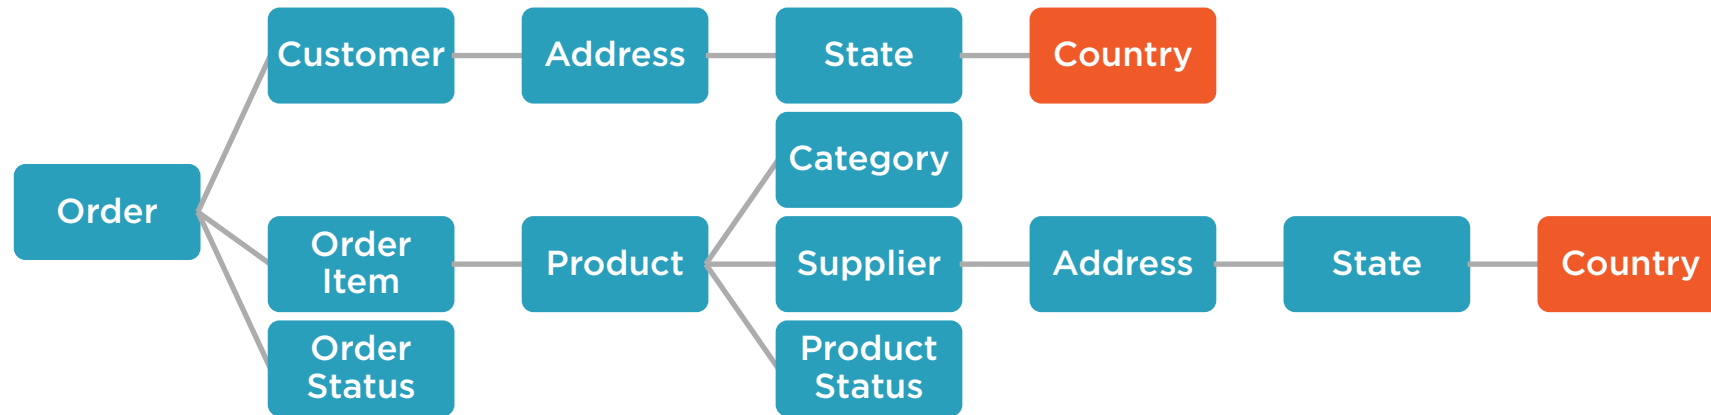 Customer
Address
State
Country
Category
Order
Order
Item
Product
Supplier
Address
State
Country
Order
Status
Product
Status